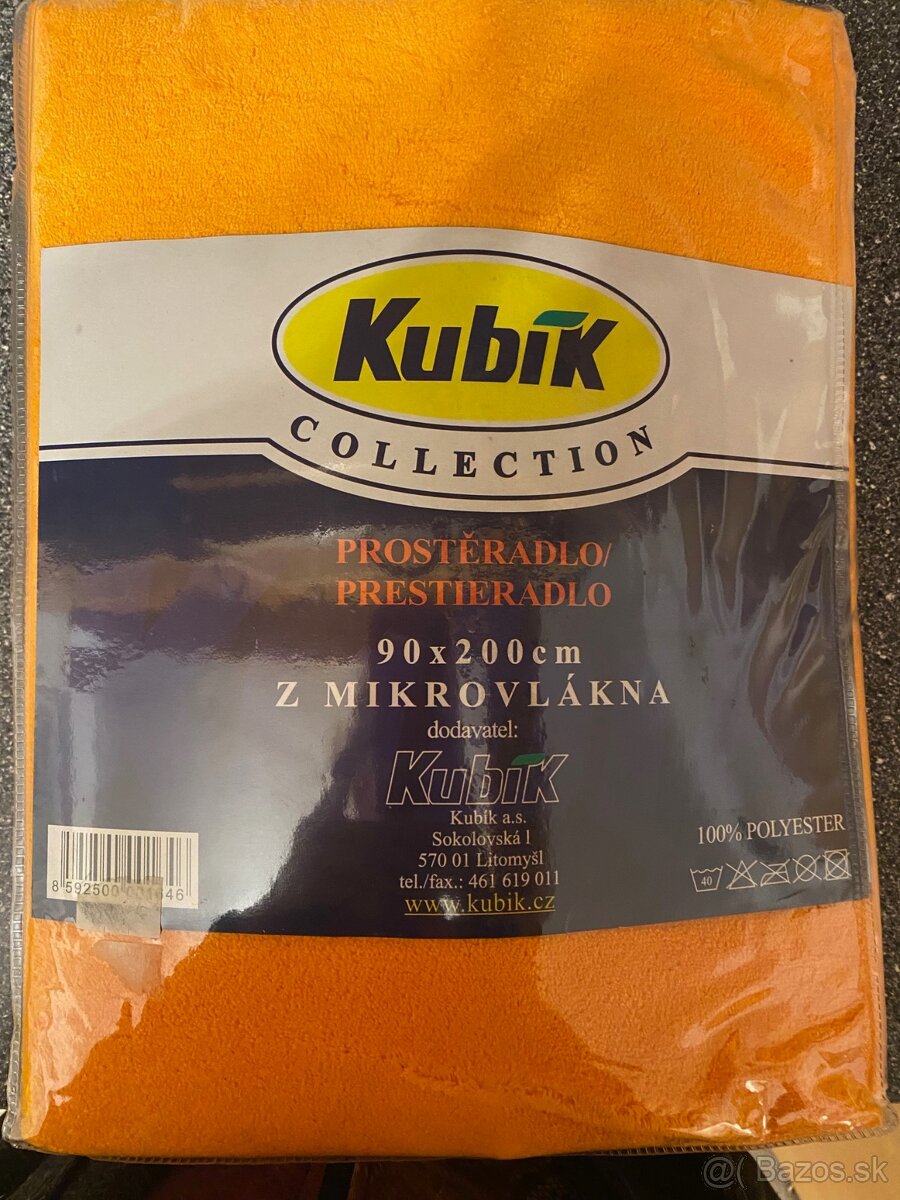 Kubík
COLLECTION
PROSTĚRADLO/
PRESTIERADLO
90x200cm
Z MIKROVLÁKNA
dodavatel:
Kubík
Kubík a.s.
Sokolovská 1
570 01 Litomyšl
tel./fax.: 461 619 011
www.kubik.cz
100% POLYESTER
40
@( Bazos.sk